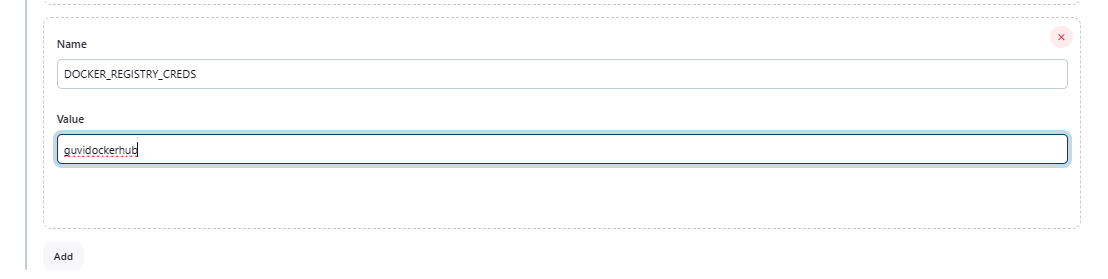 Name
DOCKER_REGISTRY_CREDS
Value
guvidockerhub
Add